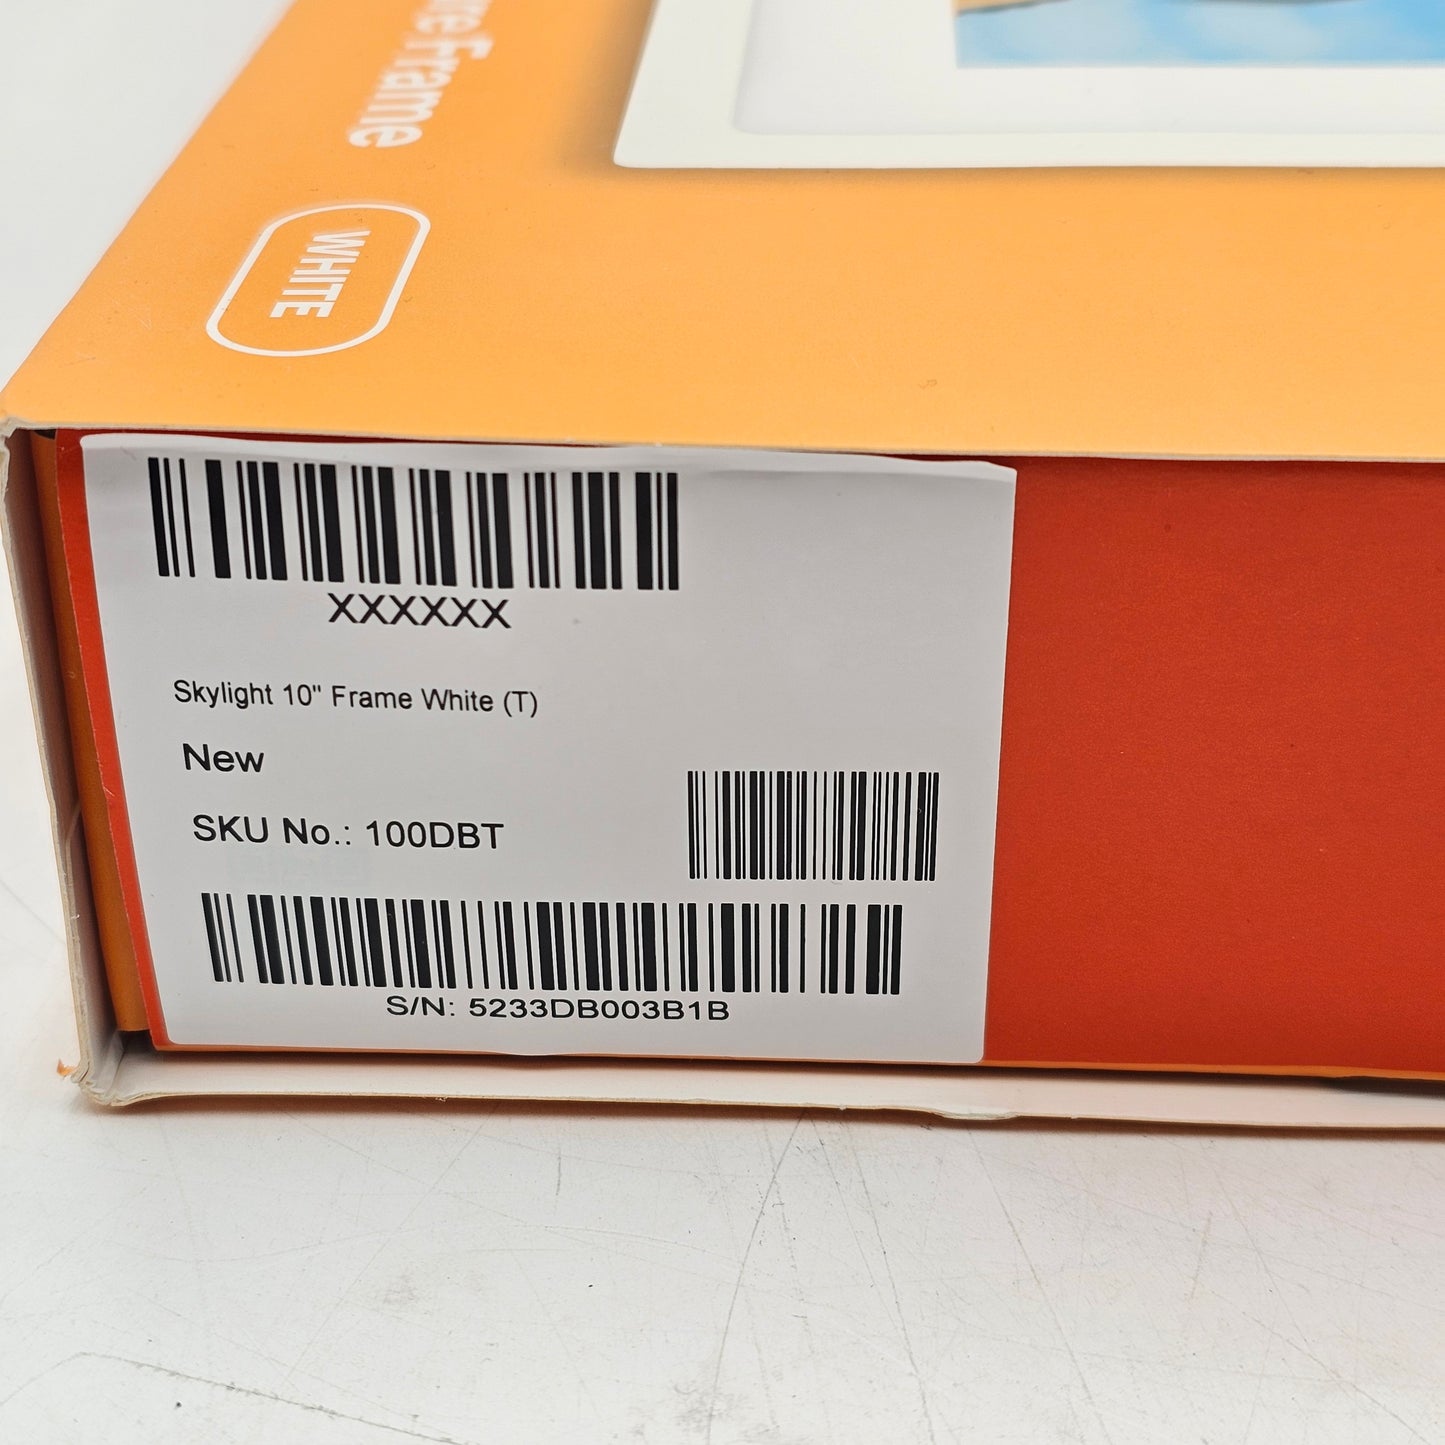 Frame
WHITE
XXXXXX
Skylight 10" Frame White (T)
New
SKU No.: 100DBT
S/N: 5233DB003B1B